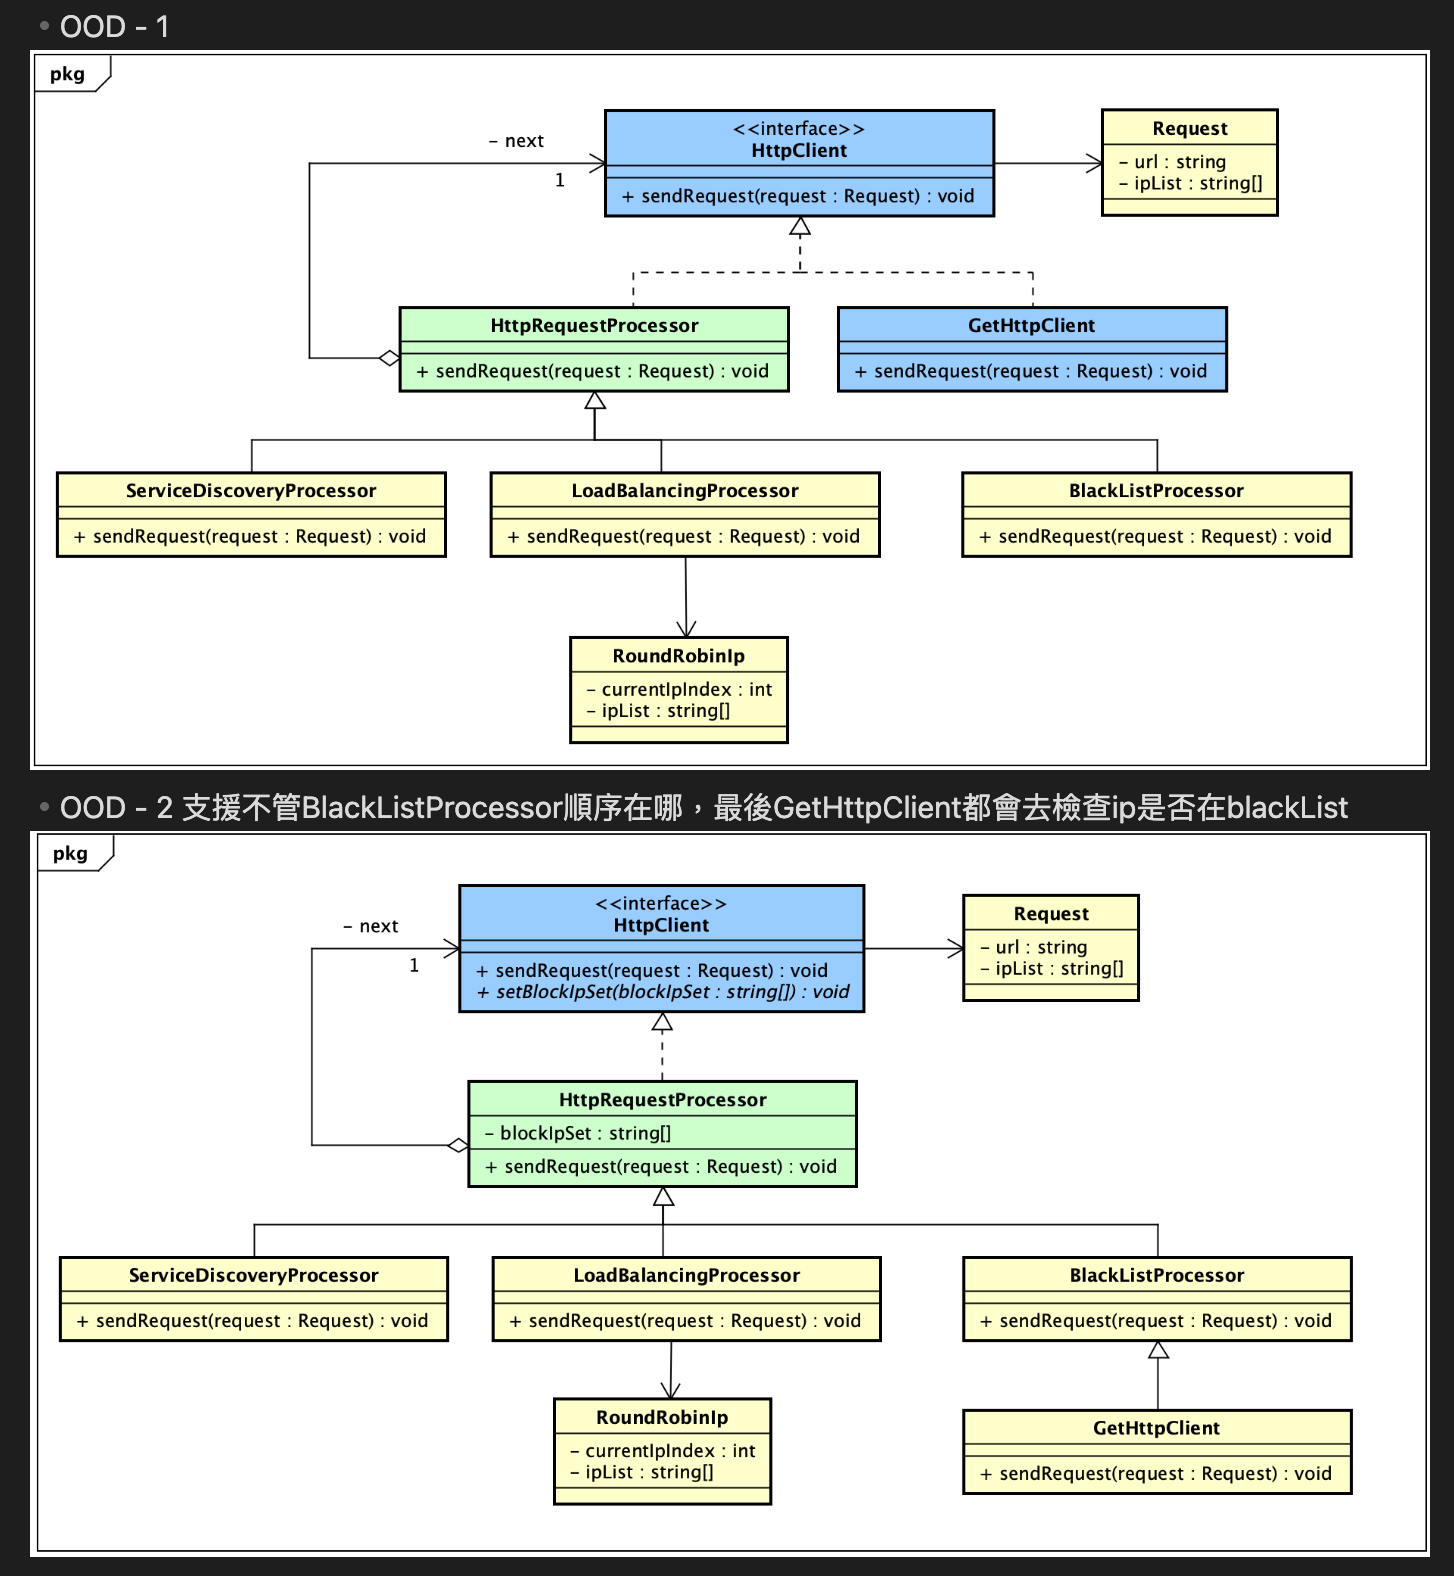 • OOD - 1
pkg
<<interface>>
HttpClient
+ sendRequest(request : Request) : void
- next
1
Request
- url : string
- ipList : string[]
HttpRequestProcessor
+ sendRequest(request : Request) : void
GetHttpClient
+ sendRequest(request : Request) : void
ServiceDiscoveryProcessor
+ sendRequest(request : Request) : void
LoadBalancingProcessor
+ sendRequest(request : Request) : void
BlackListProcessor
+ sendRequest(request : Request) : void
RoundRobinIp
- currentIpIndex : int
- ipList : string[]
• OOD - 2 支援不管BlackListProcessor順序在哪，最後GetHttpClient都會去檢查ip是否在blackList
pkg
<<interface>>
HttpClient
+ sendRequest(request : Request) : void
+ setBlockIpSet(blockIpSet : string[]) : void
- next
1
Request
- url : string
- ipList : string[]
HttpRequestProcessor
- blockIpSet : string[]
+ sendRequest(request : Request) : void
ServiceDiscoveryProcessor
+ sendRequest(request : Request) : void
LoadBalancingProcessor
+ sendRequest(request : Request) : void
BlackListProcessor
+ sendRequest(request : Request) : void
RoundRobinIp
- currentIpIndex : int
- ipList : string[]
GetHttpClient
+ sendRequest(request : Request) : void